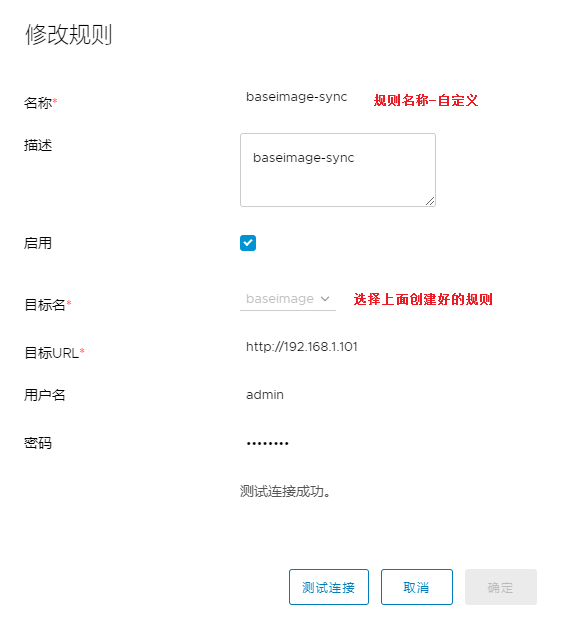 修改规则
名称* baseimage-sync 规则名称-自定义
描述 baseimage-sync
启用
目标名* baseimage 选择上面创建好的规则
目标URL* http://192.168.1.101
用户名 admin
密码 ••••••••
测试连接成功。
测试连接 取消 确定